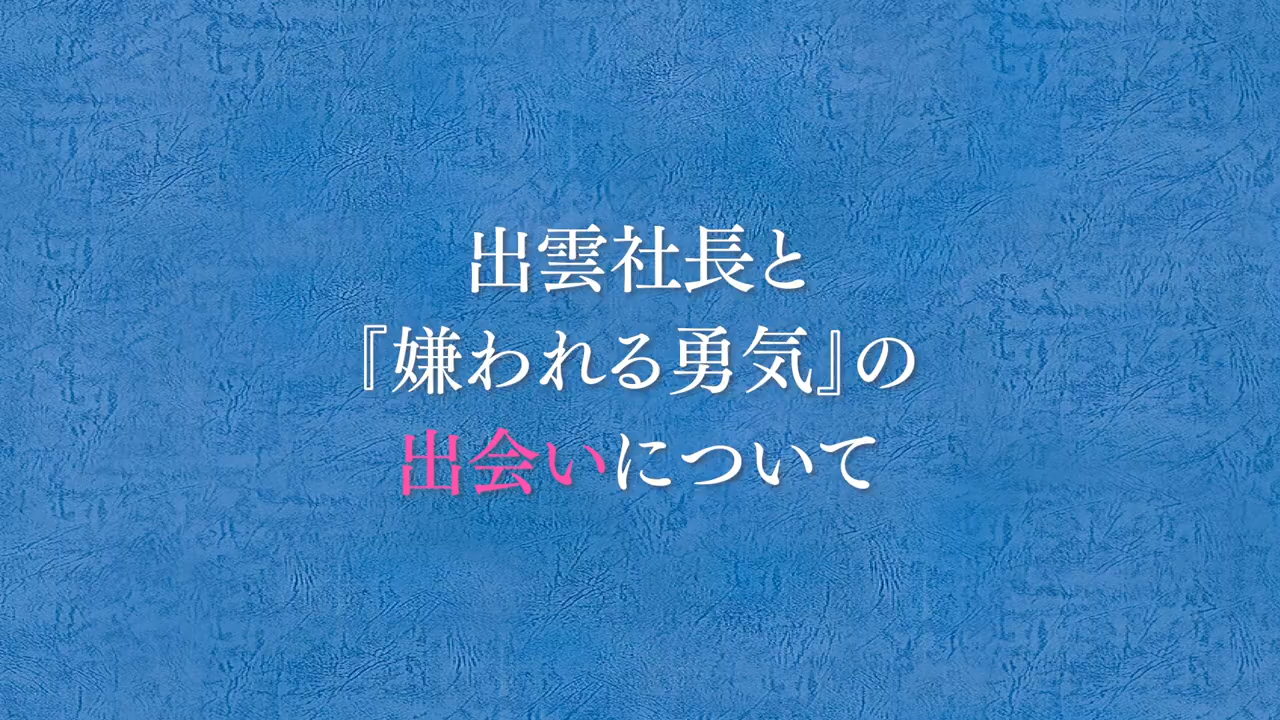 出雲社長と
『嫌われる勇気』の
出会いについて